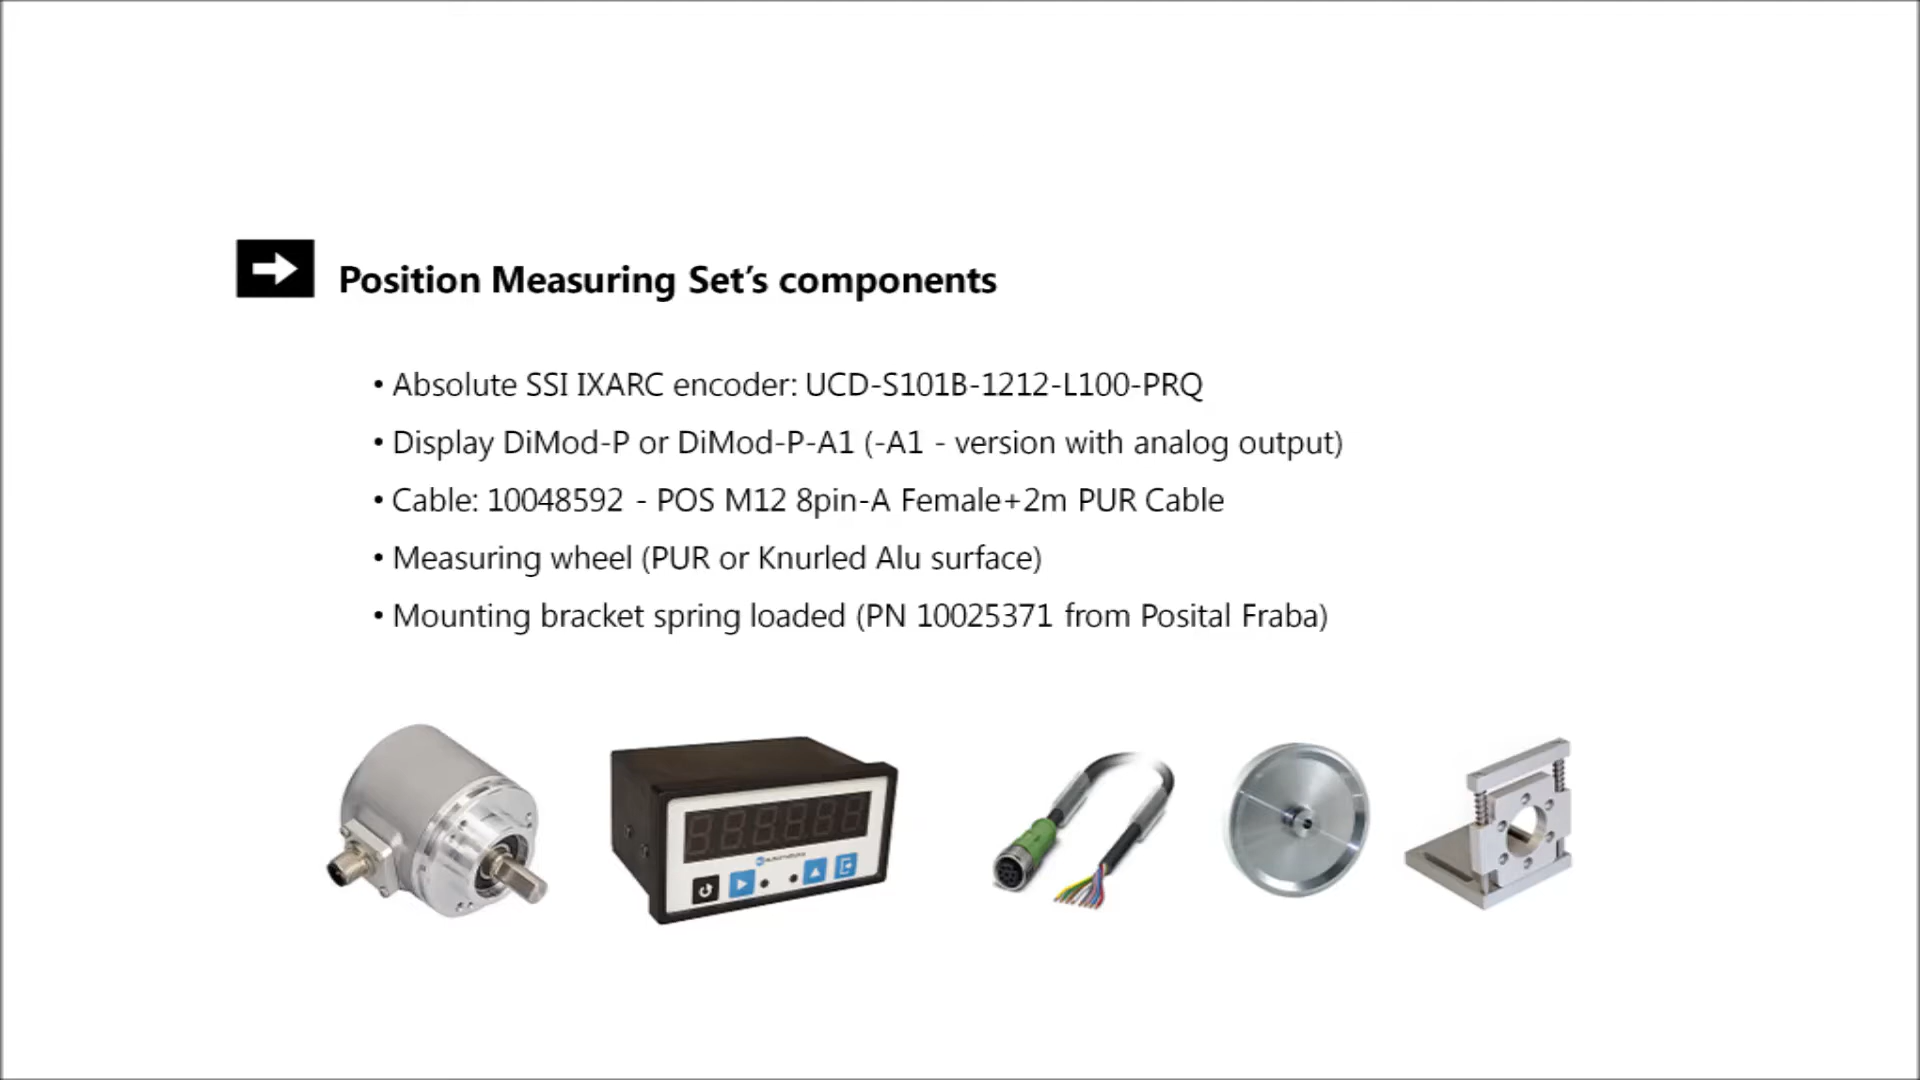 Position Measuring Set’s components
• Absolute SSI IXARC encoder: UCD-S101B-1212-L100-PRQ
• Display DiMod-P or DiMod-P-A1 (-A1 - version with analog output)
• Cable: 10048592 - POS M12 8pin-A Female+2m PUR Cable
• Measuring wheel (PUR or Knurled Alu surface)
• Mounting bracket spring loaded (PN 10025371 from Posital Fraba)